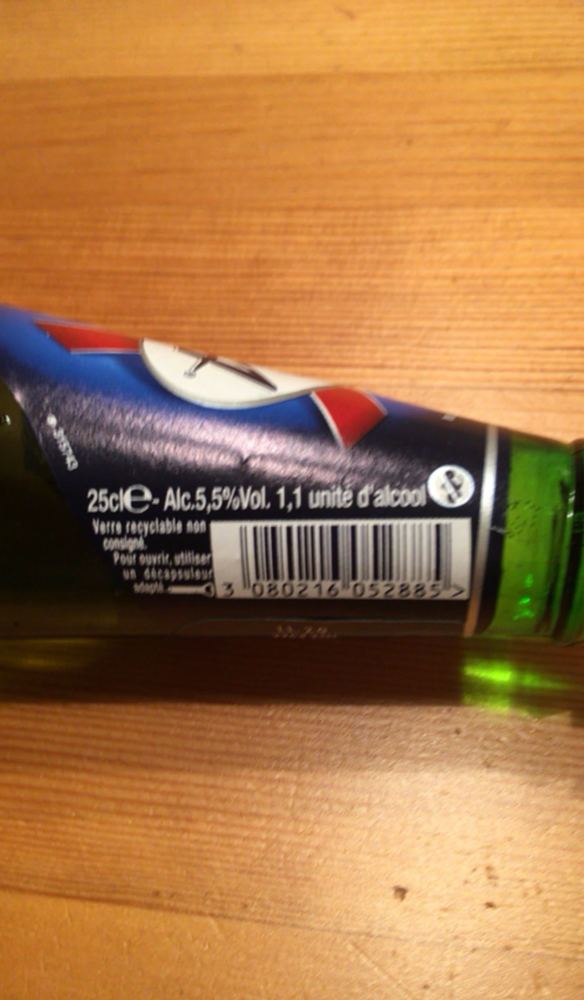 25cl e - Alc.5,5%Vol. 1,1 unité d'alcool
Verre recyclable non
consigné.
Pour ouvrir, utiliser
un décapsuleur
adapté.
3 080216 052885 >